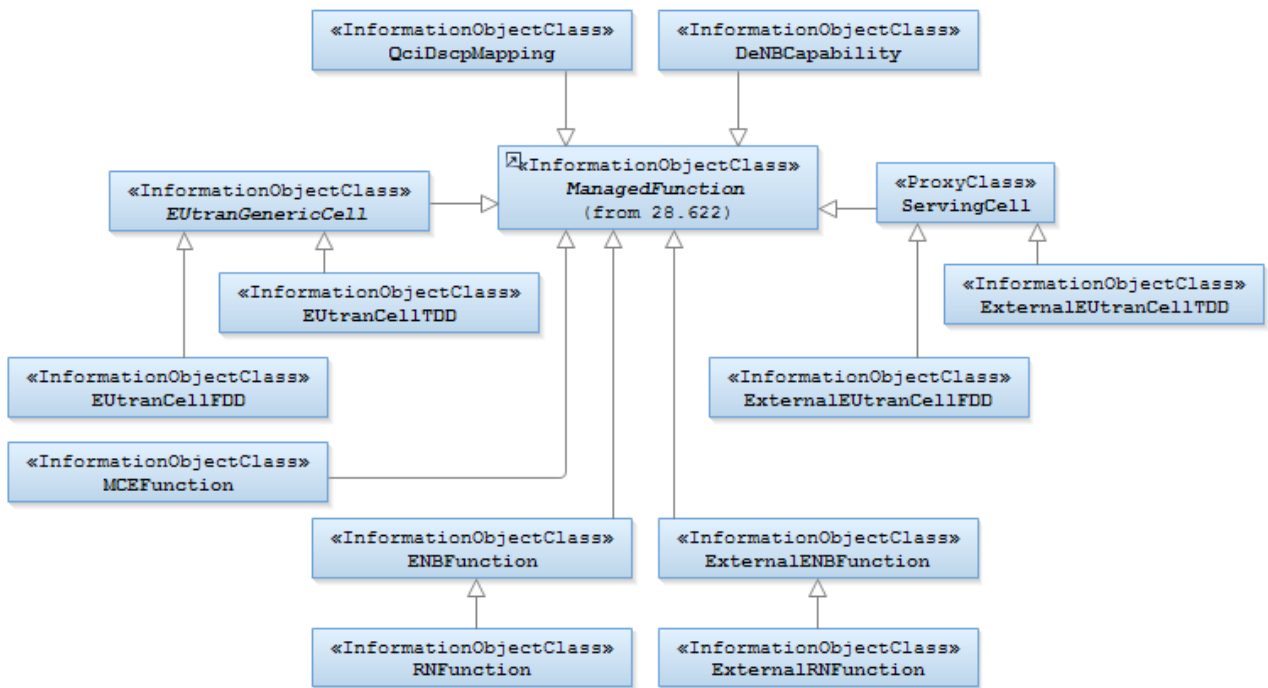 «InformationObjectClass»
QciDscpMapping
«InformationObjectClass»
DeNBCapability
«InformationObjectClass»
ManagedFunction
(from 28.622)
«InformationObjectClass»
EUtranGenericCell
«ProxyClass»
ServingCell
«InformationObjectClass»
EUtranCellTDD
«InformationObjectClass»
ExternalEUtranCellTDD
«InformationObjectClass»
EUtranCellFDD
«InformationObjectClass»
ExternalEUtranCellFDD
«InformationObjectClass»
MCEFunction
«InformationObjectClass»
ENBFunction
«InformationObjectClass»
ExternalENBFunction
«InformationObjectClass»
RNFunction
«InformationObjectClass»
ExternalRNFunction